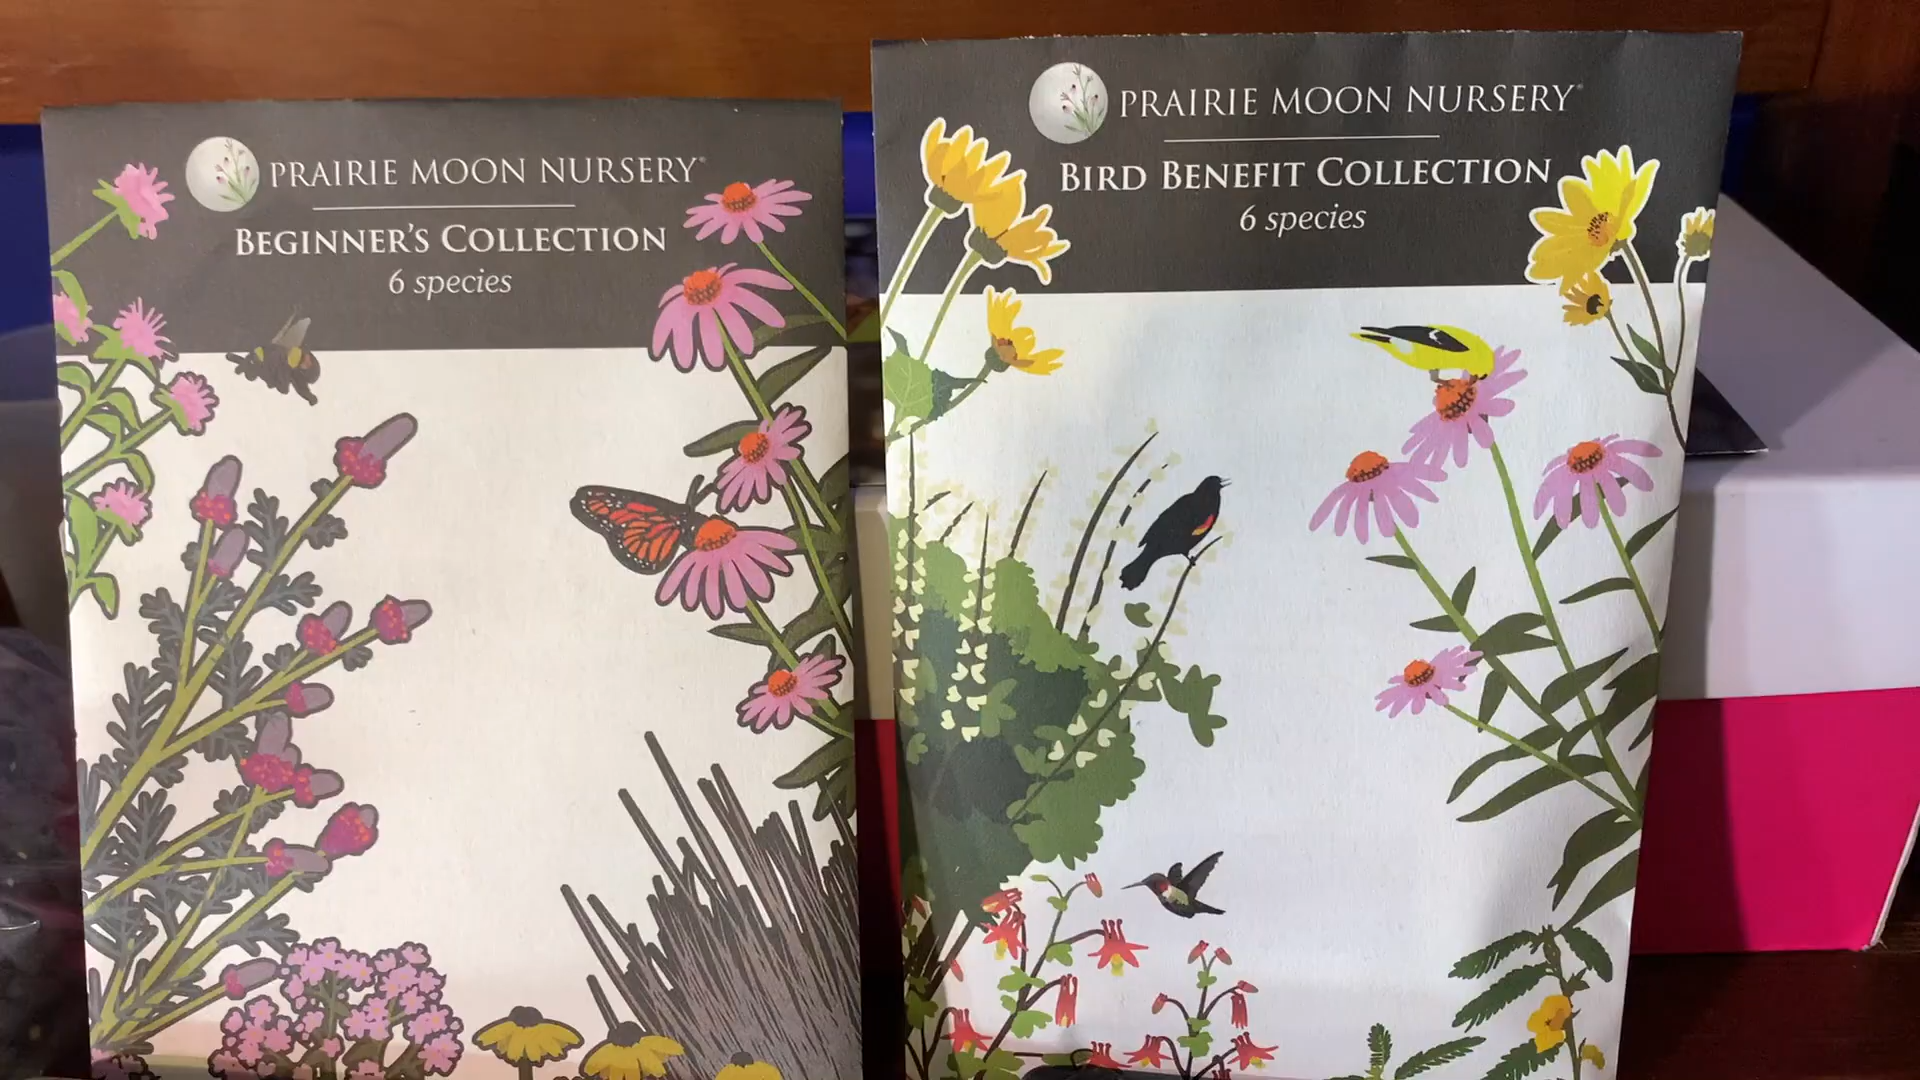 PRAIRIE MOON NURSERY®
BEGINNER'S COLLECTION
6 species
PRAIRIE MOON NURSERY®
BIRD BENEFIT COLLECTION
6 species